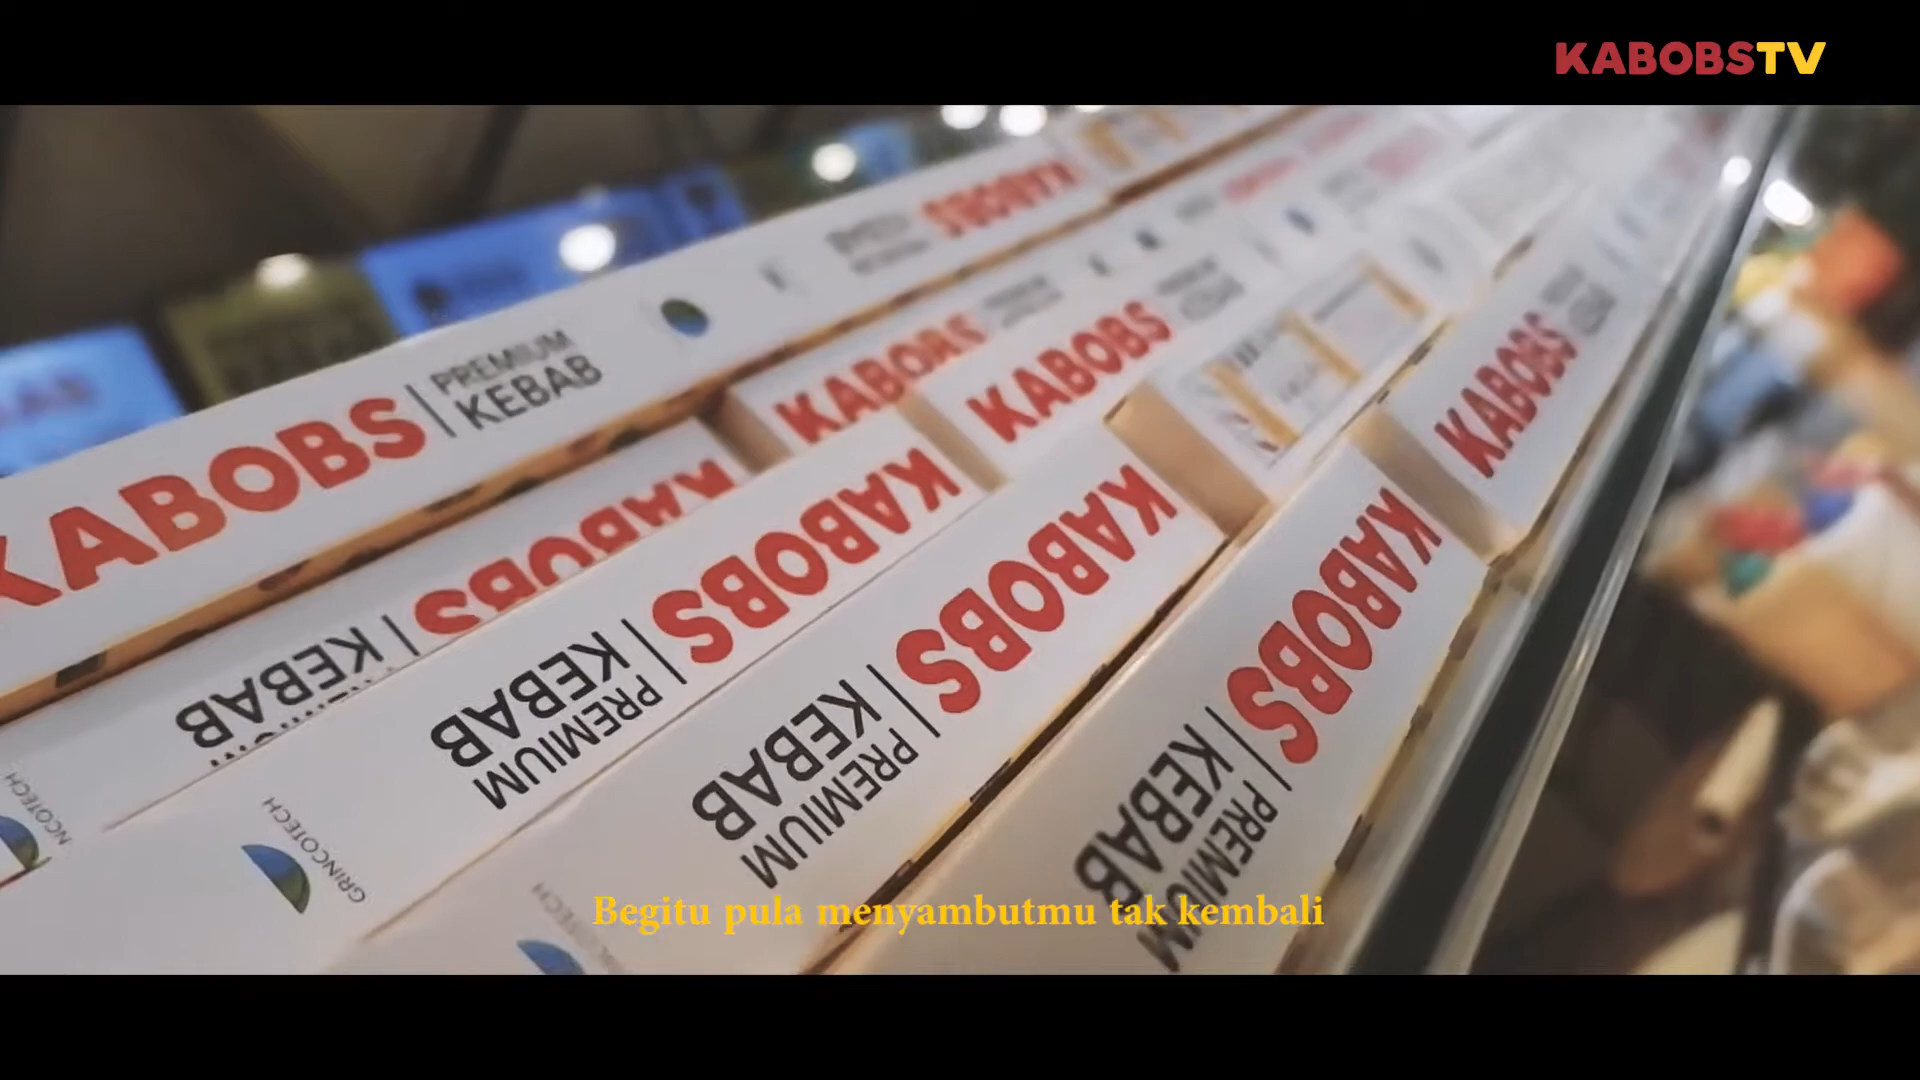 KABOBSTV
KABOBS
KABOBS | PREMIUM KEBAB
KABOBS
KABOBS
KABOBS
KABOBS | KEBAB
KABOBS | PREMIUM KEBAB
KABOBS | PREMIUM KEBAB
KABOBS | PREMIUM KEBAB
GRINCOTECH
Begitu pula menyambutmu tak kembali